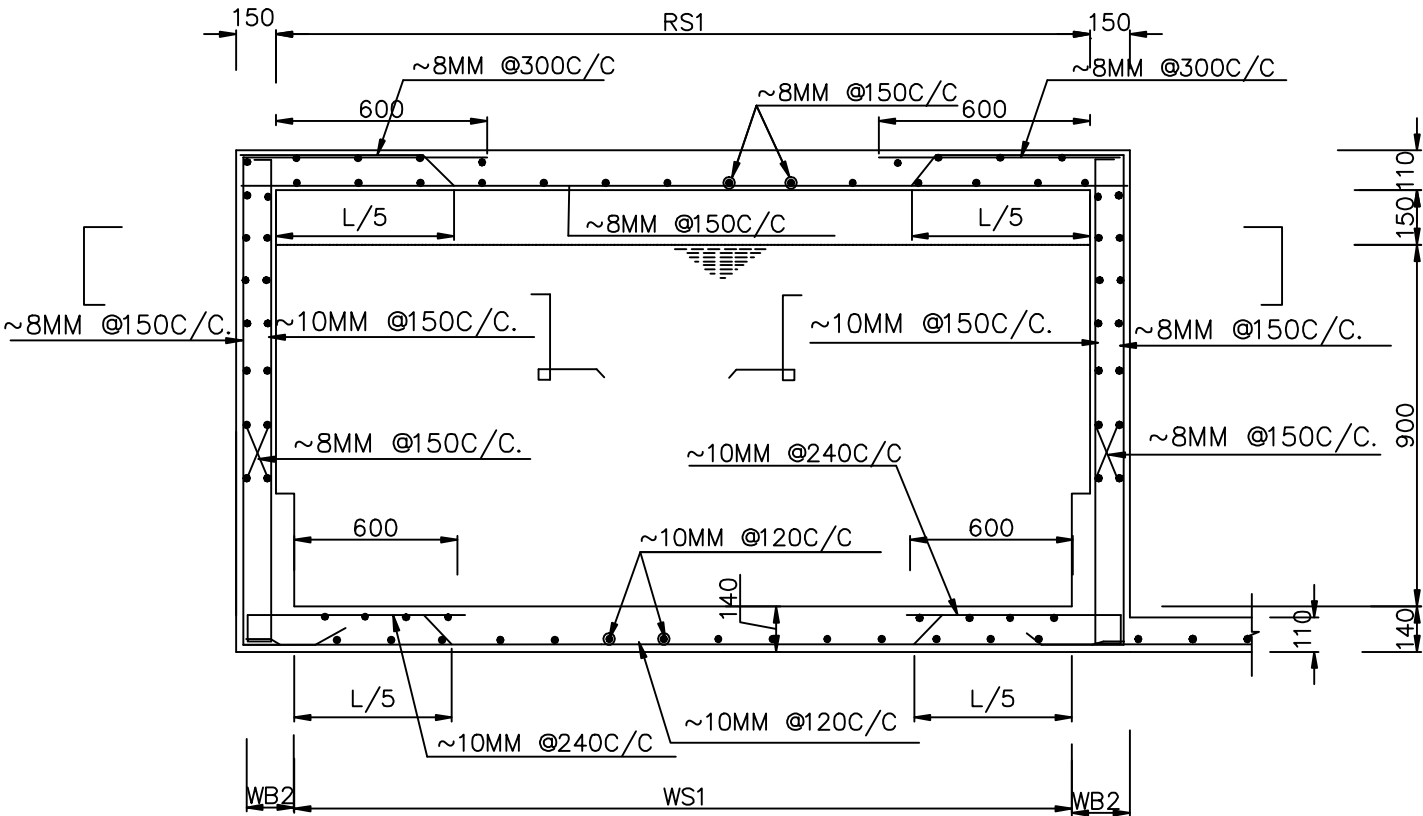 150
RS1
150
~8MM @300C/C
~8MM @300C/C
600
~8MM @150C/C
600
110
L/5
~8MM @150C/C
L/5
150
~8MM @150C/C.
~10MM @150C/C.
~10MM @150C/C.
~8MM @150C/C.
900
~8MM @150C/C.
~10MM @240C/C
~8MM @150C/C.
600
~10MM @120C/C
600
140
110
140
L/5
~10MM @120C/C
L/5
~10MM @240C/C
WB2
WS1
WB2